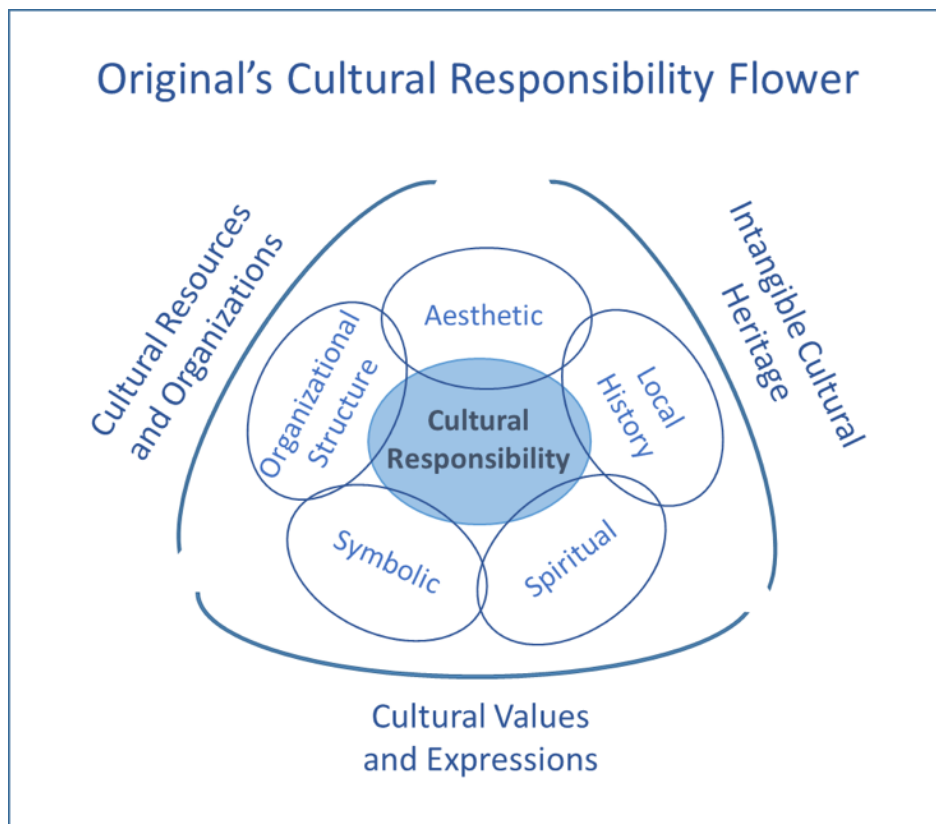 Original’s Cultural Responsibility Flower
Cultural Resources
and Organizations
Intangible Cultural
Heritage
Aesthetic
Organizational
Structure
Local
History
Cultural
Responsibility
Symbolic
Spiritual
Cultural Values
and Expressions